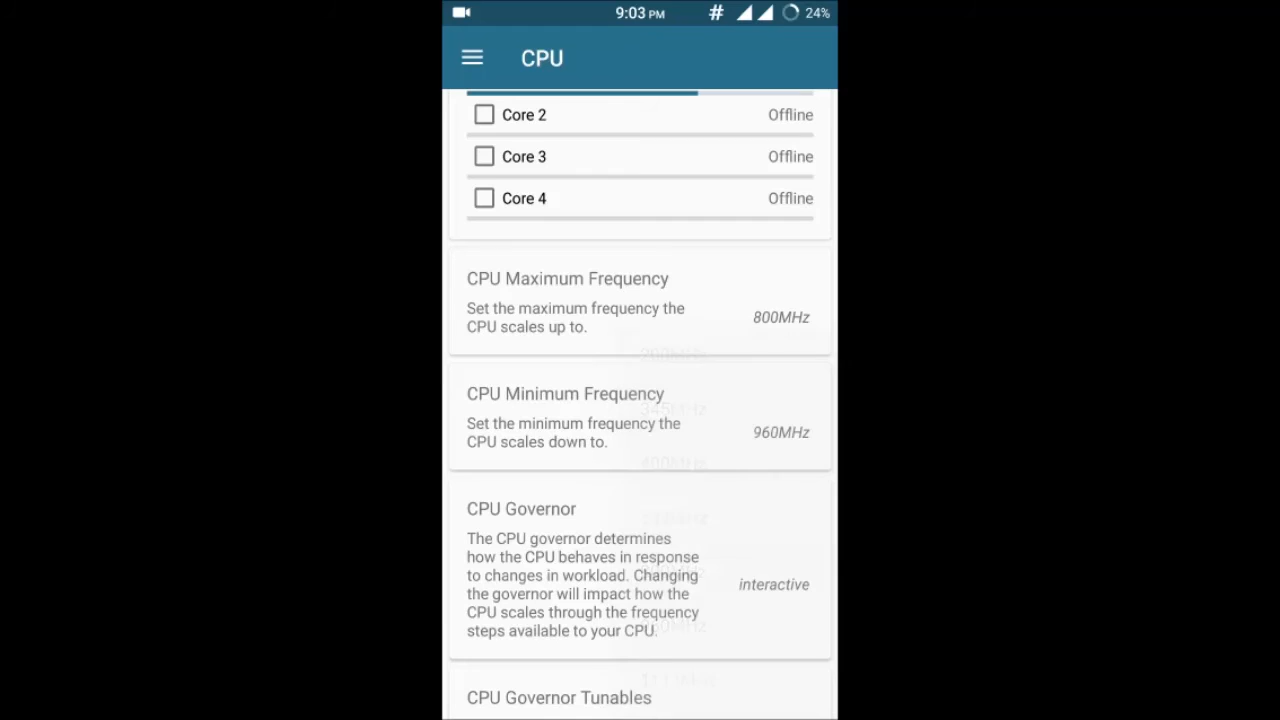 9:03 PM # 24%
CPU
Core 2 Offline
Core 3 Offline
Core 4 Offline
CPU Maximum Frequency
Set the maximum frequency the
CPU scales up to.
800MHz
CPU Minimum Frequency
Set the minimum frequency the
CPU scales down to.
960MHz
345MHz
400MHz
CPU Governor
The CPU governor determines
how the CPU behaves in response
to changes in workload. Changing
the governor will impact how the
CPU scales through the frequency
steps available to your CPU.
interactive
CPU Governor Tunables